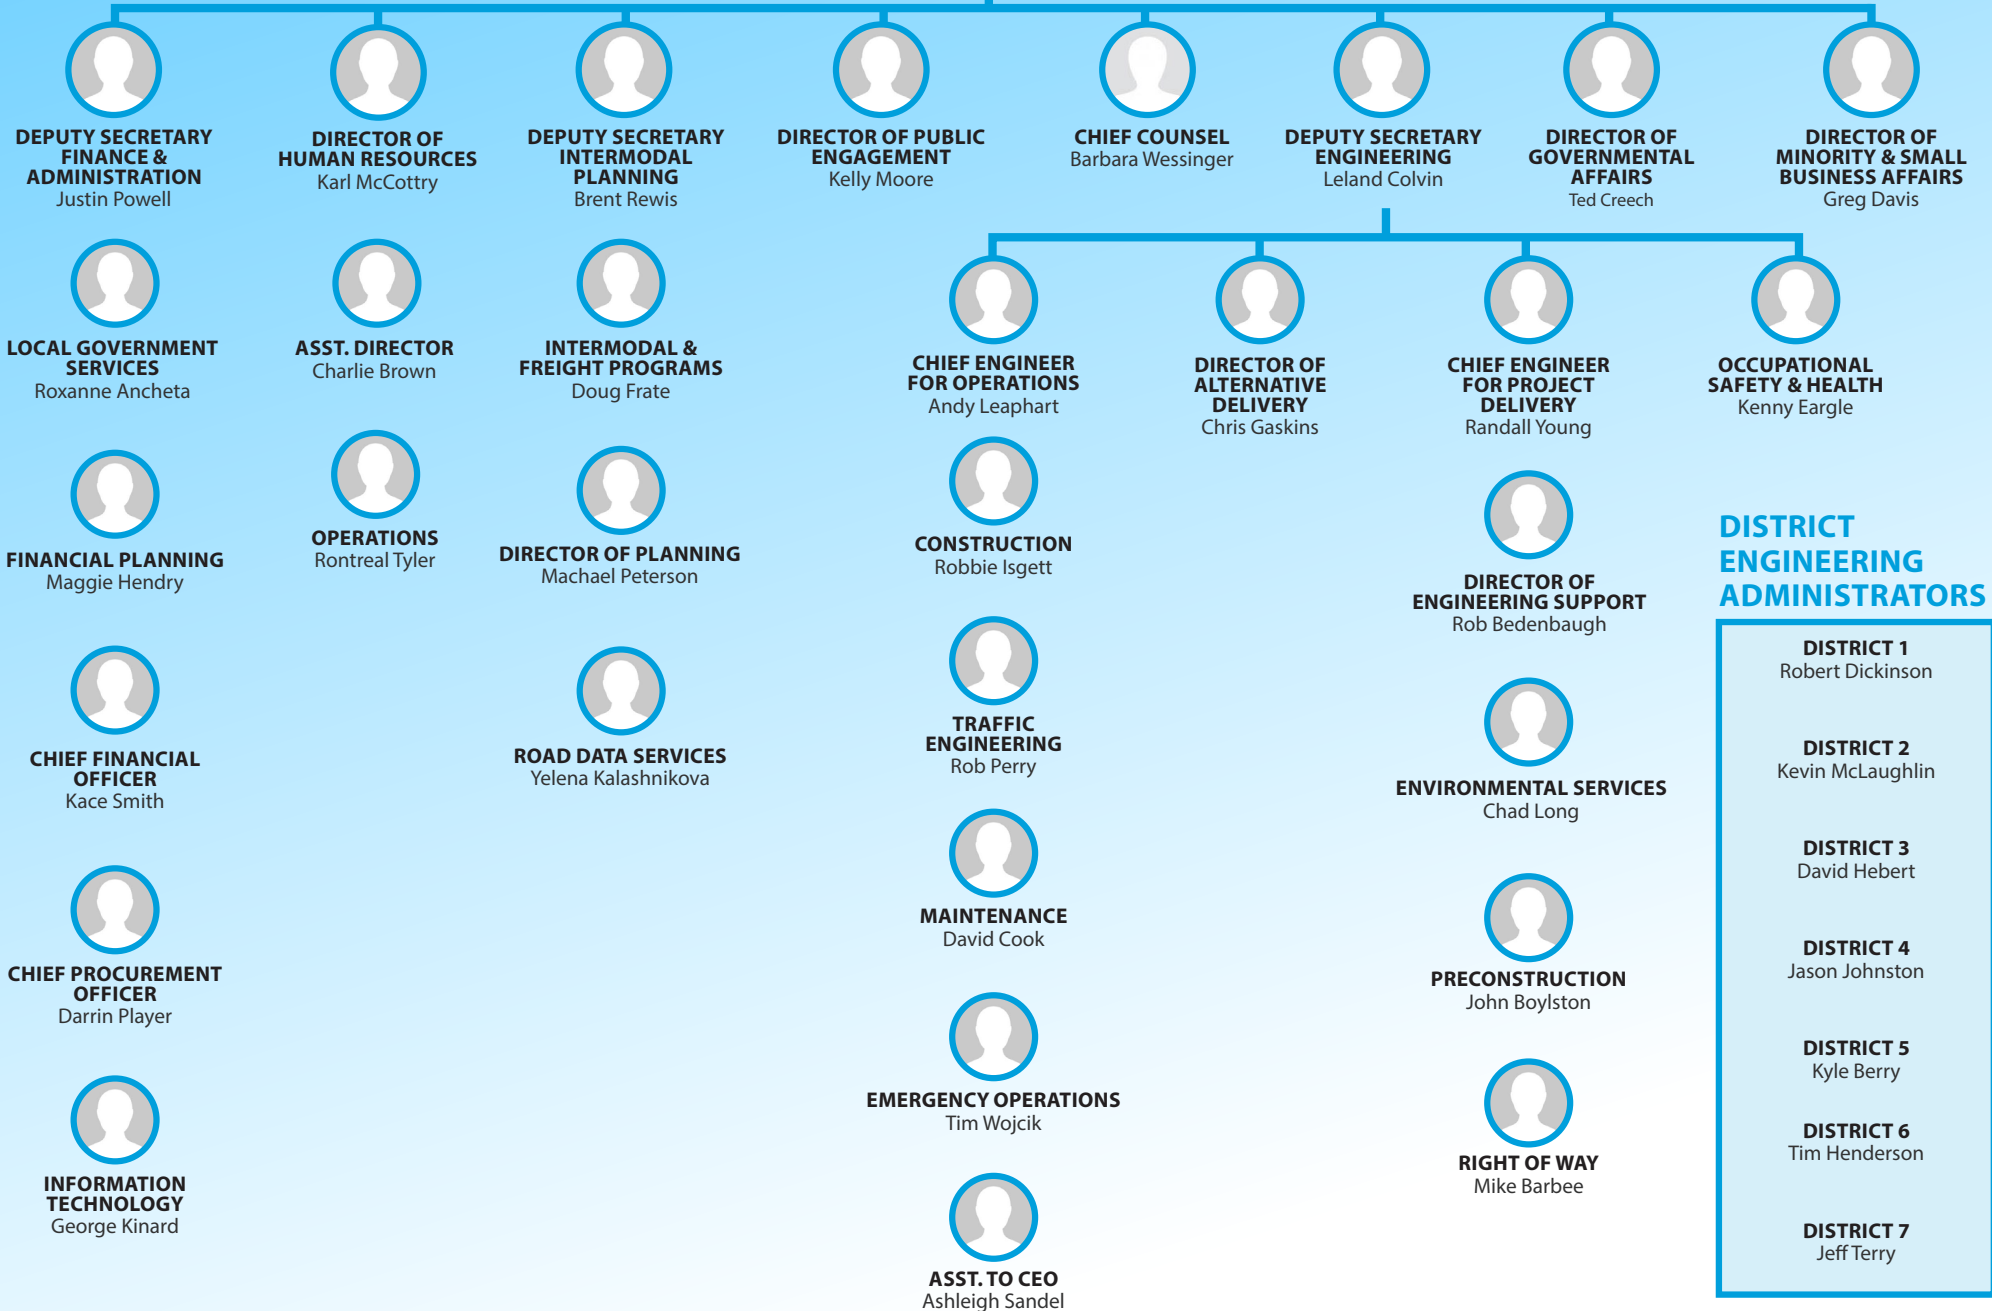 DEPUTY SECRETARY
FINANCE &
ADMINISTRATION
Justin Powell
DIRECTOR OF
HUMAN RESOURCES
Karl McCottry
DEPUTY SECRETARY
INTERMODAL
PLANNING
Brent Rewis
DIRECTOR OF PUBLIC
ENGAGEMENT
Kelly Moore
CHIEF COUNSEL
Barbara Wessinger
DEPUTY SECRETARY
ENGINEERING
Leland Colvin
DIRECTOR OF
GOVERNMENTAL
AFFAIRS
Ted Creech
DIRECTOR OF
MINORITY & SMALL
BUSINESS AFFAIRS
Greg Davis
LOCAL GOVERNMENT
SERVICES
Roxanne Ancheta
FINANCIAL PLANNING
Maggie Hendry
CHIEF FINANCIAL
OFFICER
Kace Smith
CHIEF PROCUREMENT
OFFICER
Darrin Player
INFORMATION
TECHNOLOGY
George Kinard
ASST. DIRECTOR
Charlie Brown
OPERATIONS
Rontreal Tyler
INTERMODAL &
FREIGHT PROGRAMS
Doug Frate
DIRECTOR OF PLANNING
Machael Peterson
ROAD DATA SERVICES
Yelena Kalashnikova
CHIEF ENGINEER
FOR OPERATIONS
Andy Leaphart
CONSTRUCTION
Robbie Isgett
TRAFFIC
ENGINEERING
Rob Perry
MAINTENANCE
David Cook
EMERGENCY OPERATIONS
Tim Wojcik
ASST. TO CEO
Ashleigh Sandel
DIRECTOR OF
ALTERNATIVE
DELIVERY
Chris Gaskins
CHIEF ENGINEER
FOR PROJECT
DELIVERY
Randall Young
DIRECTOR OF
ENGINEERING SUPPORT
Rob Bedenbaugh
ENVIRONMENTAL SERVICES
Chad Long
PRECONSTRUCTION
John Boylston
RIGHT OF WAY
Mike Barbee
OCCUPATIONAL
SAFETY & HEALTH
Kenny Eargle
DISTRICT
ENGINEERING
ADMINISTRATORS
DISTRICT 1
Robert Dickinson
DISTRICT 2
Kevin McLaughlin
DISTRICT 3
David Hebert
DISTRICT 4
Jason Johnston
DISTRICT 5
Kyle Berry
DISTRICT 6
Tim Henderson
DISTRICT 7
Jeff Terry